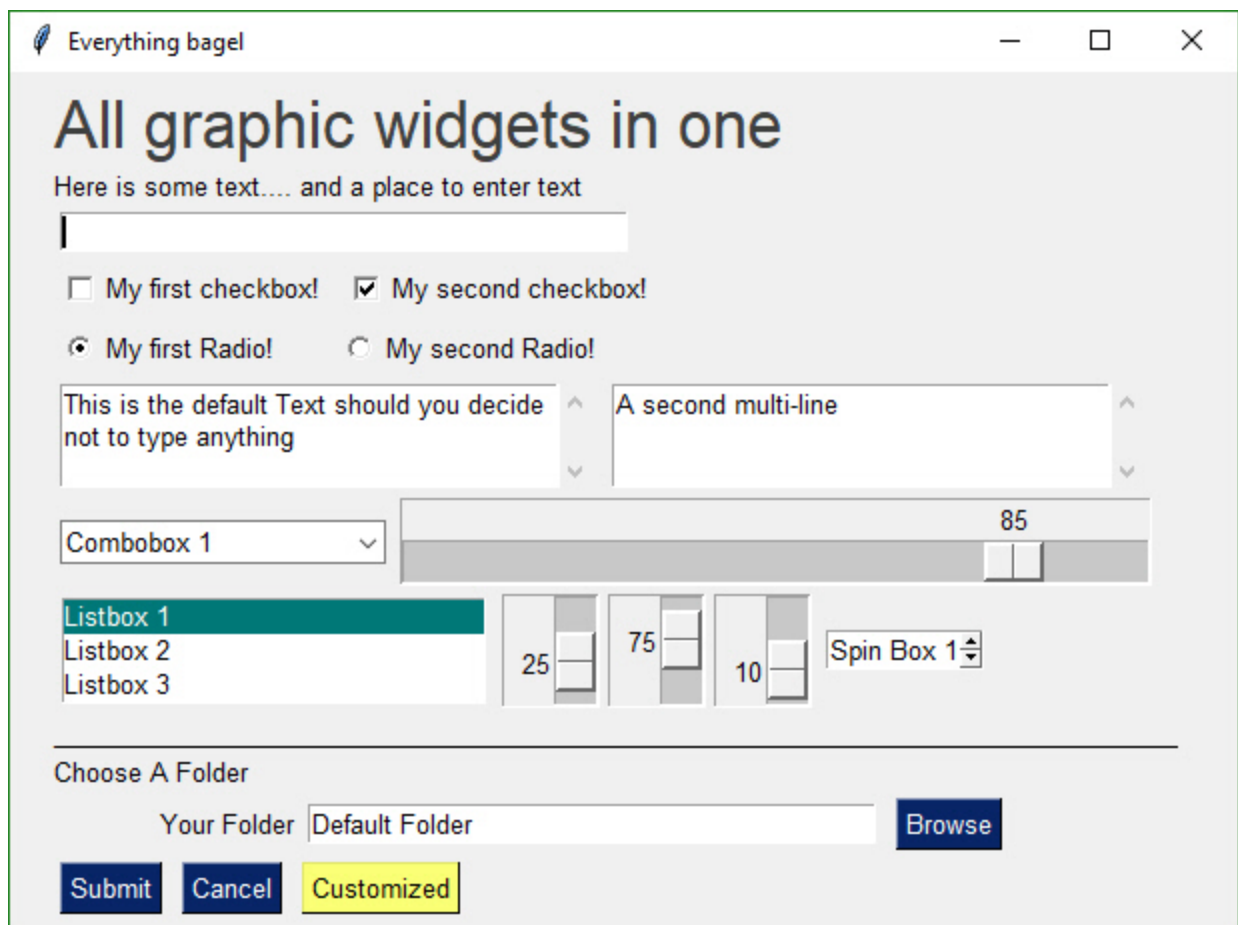 Everything bagel
All graphic widgets in one
Here is some text.... and a place to enter text
My first checkbox! My second checkbox!
My first Radio! My second Radio!
This is the default Text should you decide
not to type anything
A second multi-line
Combobox 1
85
Listbox 1
Listbox 2
Listbox 3
25
75
10
Spin Box 1
Choose A Folder
Your Folder Default Folder Browse
Submit Cancel Customized